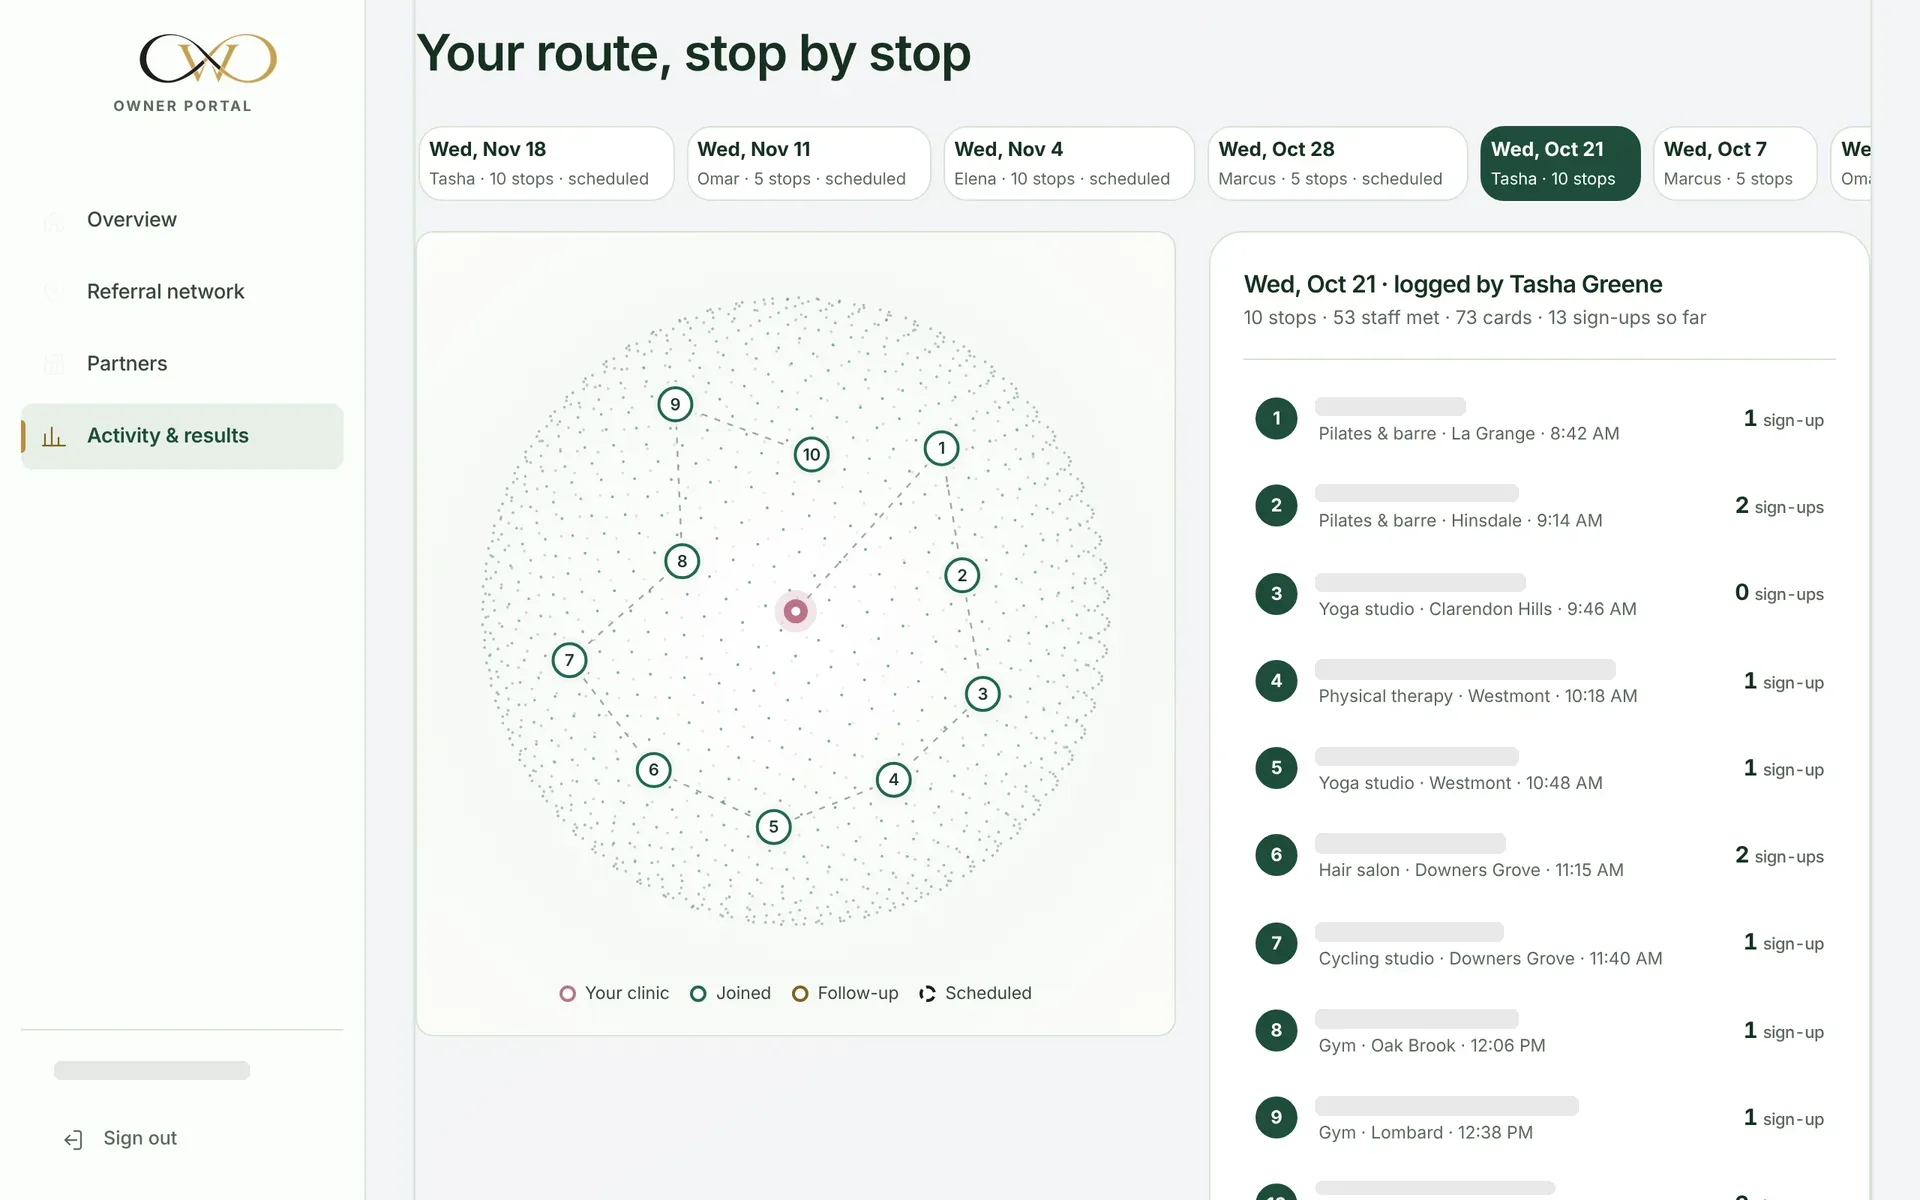 OWO
OWNER PORTAL
Overview
Referral network
Partners
Activity & results
Sign out
Your route, stop by stop
Wed, Nov 18
Tasha · 10 stops · scheduled
Wed, Nov 11
Omar · 5 stops · scheduled
Wed, Nov 4
Elena · 10 stops · scheduled
Wed, Oct 28
Marcus · 5 stops · scheduled
Wed, Oct 21
Tasha · 10 stops
Wed, Oct 7
Marcus · 5 stops
We
9
10
1
8
2
7
3
6
4
5
Your clinic
Joined
Follow-up
Scheduled
Wed, Oct 21 · logged by Tasha Greene
10 stops · 53 staff met · 73 cards · 13 sign-ups so far
1
Pilates & barre · La Grange · 8:42 AM
1 sign-up
2
Pilates & barre · Hinsdale · 9:14 AM
2 sign-ups
3
Yoga studio · Clarendon Hills · 9:46 AM
0 sign-ups
4
Physical therapy · Westmont · 10:18 AM
1 sign-up
5
Yoga studio · Westmont · 10:48 AM
1 sign-up
6
Hair salon · Downers Grove · 11:15 AM
2 sign-ups
7
Cycling studio · Downers Grove · 11:40 AM
1 sign-up
8
Gym · Oak Brook · 12:06 PM
1 sign-up
9
Gym · Lombard · 12:38 PM
1 sign-up